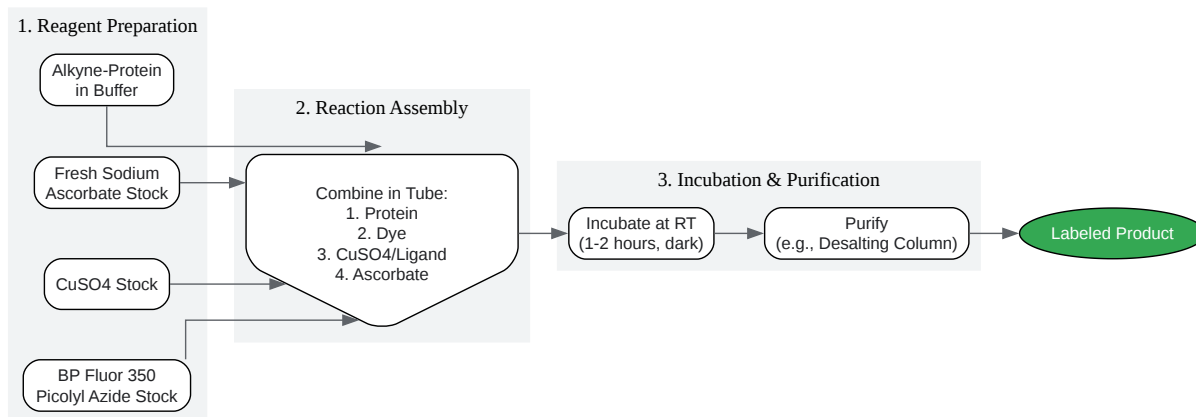 1. Reagent Preparation
Alkyne-Protein
in Buffer
Fresh Sodium
Ascorbate Stock
CuSO4 Stock
BP Fluor 350
Picolyl Azide Stock
2. Reaction Assembly
Combine in Tube:
1. Protein
2. Dye
3. CuSO4/Ligand
4. Ascorbate
3. Incubation & Purification
Incubate at RT
(1-2 hours, dark)
Purify
(e.g., Desalting Column)
Labeled Product